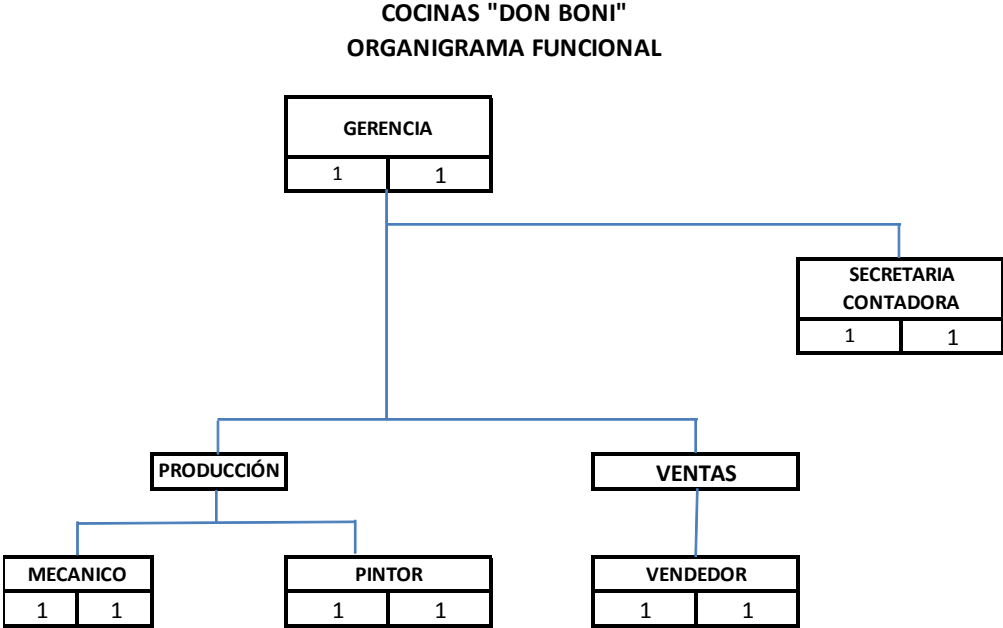 COCINAS "DON BONI"
ORGANIGRAMA FUNCIONAL
GERENCIA
1 1
SECRETARIA
CONTADORA
1 1
PRODUCCIÓN VENTAS
MECANICO PINTOR VENDEDOR
1 1 1 1 1 1